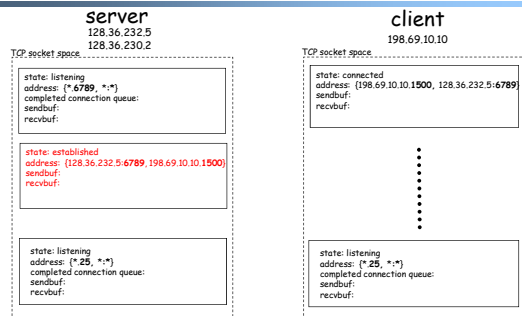 server
128.36.232.5
128.36.230.2
TCP socket space
state: listening
address: {*.6789, *:*}
completed connection queue:
sendbuf:
recvbuf:
state: established
address: {128.36.232.5:6789, 198.69.10.10.1500}
sendbuf:
recvbuf:
state: listening
address: {*.25, *:*}
completed connection queue:
sendbuf:
recvbuf:
client
198.69.10.10
TCP socket space
state: connected
address: {198.69.10.10.1500, 128.36.232.5:6789}
sendbuf:
recvbuf:
state: listening
address: {*.25, *:*}
completed connection queue:
sendbuf:
recvbuf: